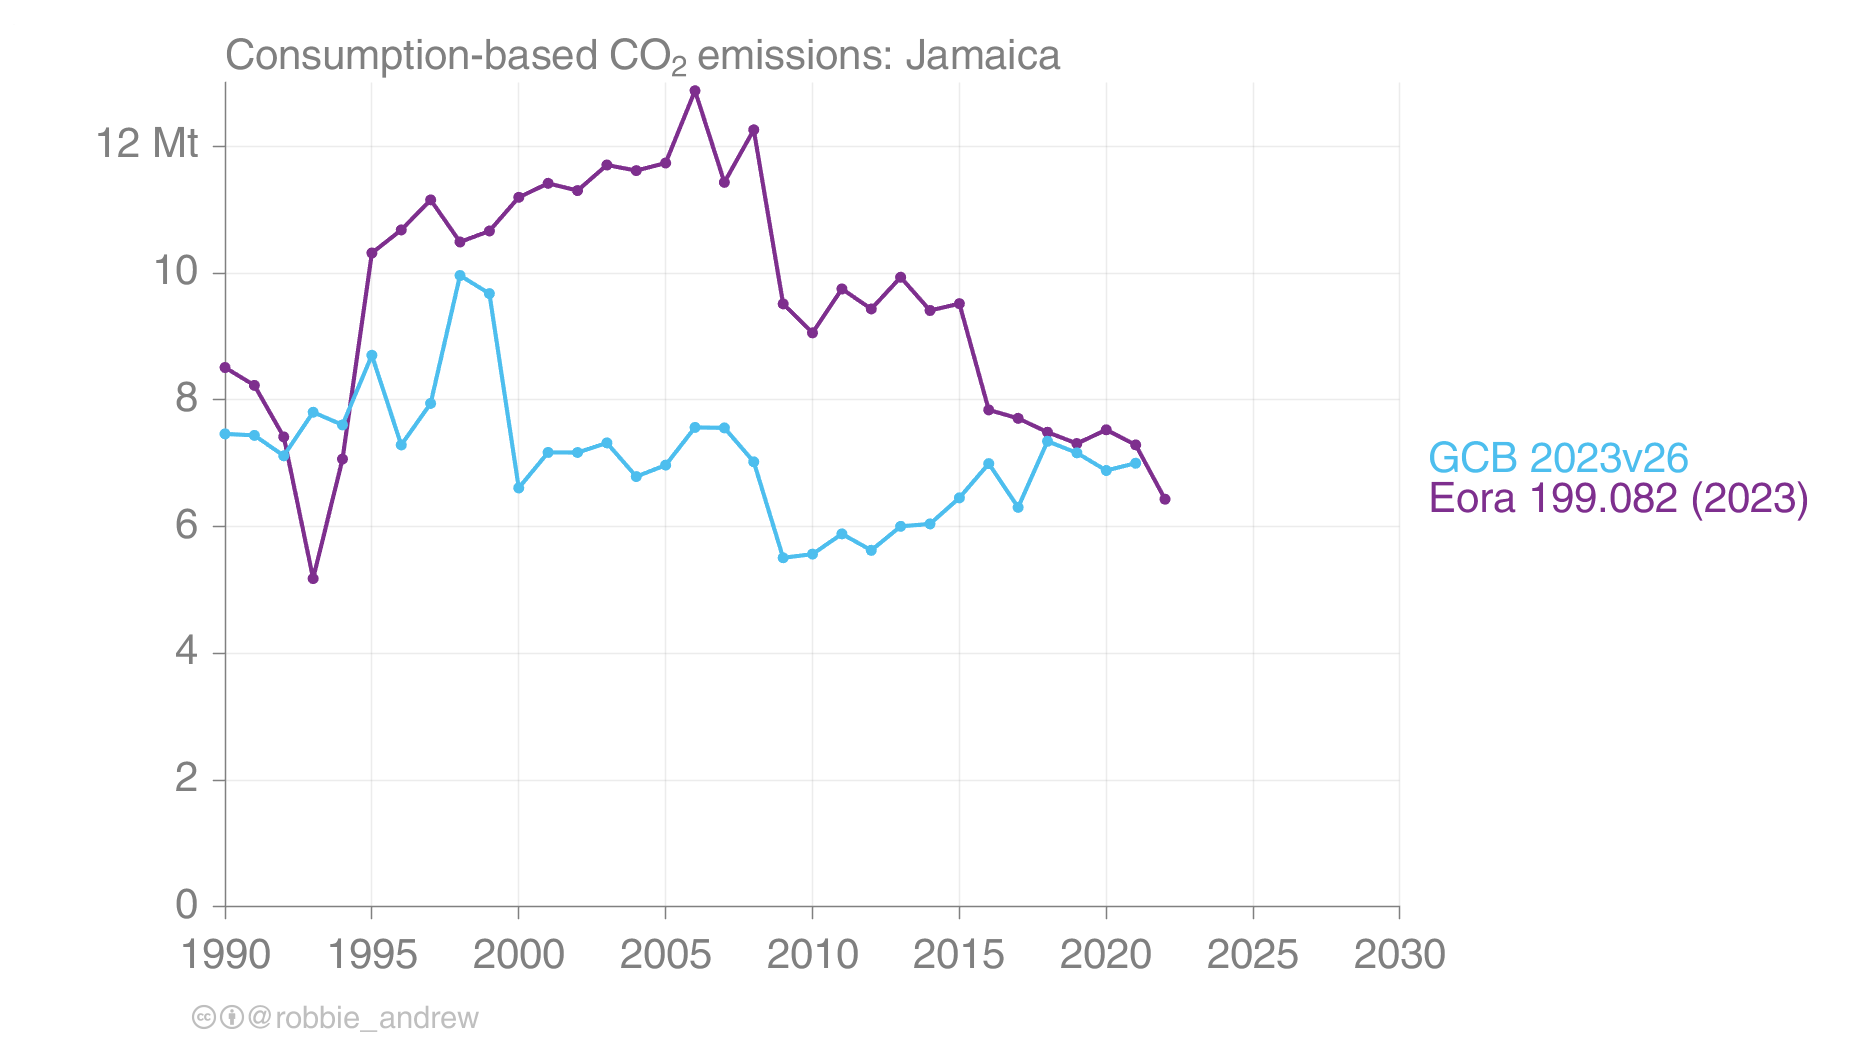 Consumption-based CO₂ emissions: Jamaica
12 Mt
10
8
6
4
2
0
1990 1995 2000 2005 2010 2015 2020 2025 2030
GCB 2023v26
Eora 199.082 (2023)
cc @robbie_andrew